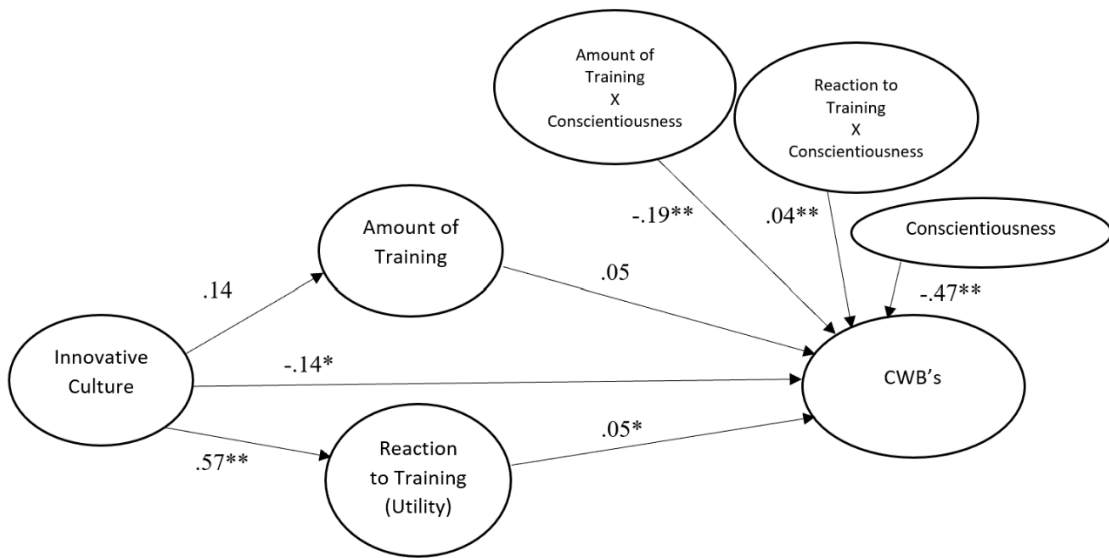 Amount of
Training
X
Conscientiousness
Reaction to
Training
X
Conscientiousness
-.19**
.04**
Conscientiousness
-.47**
Amount of
Training
.05
.14
Innovative
Culture
-.14*
CWB's
.57**
Reaction
to Training
(Utility)
.05*